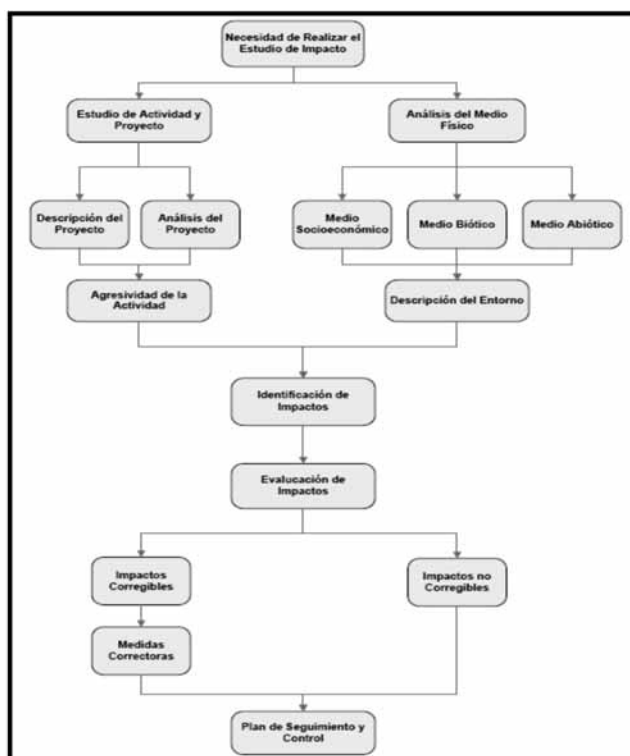 Necesidad de Realizar el
Estudio de Impacto
Estudio de Actividad y
Proyecto
Análisis del Medio
Físico
Descripción del
Proyecto
Análisis del
Proyecto
Medio
Socioeconómico
Medio Biótico
Medio Abiótico
Agresividad de la
Actividad
Descripción del Entorno
Identificación de
Impactos
Evalucación de
Impactos
Impactos
Corregibles
Impactos no
Corregibles
Medidas
Correctoras
Plan de Seguimiento y
Control